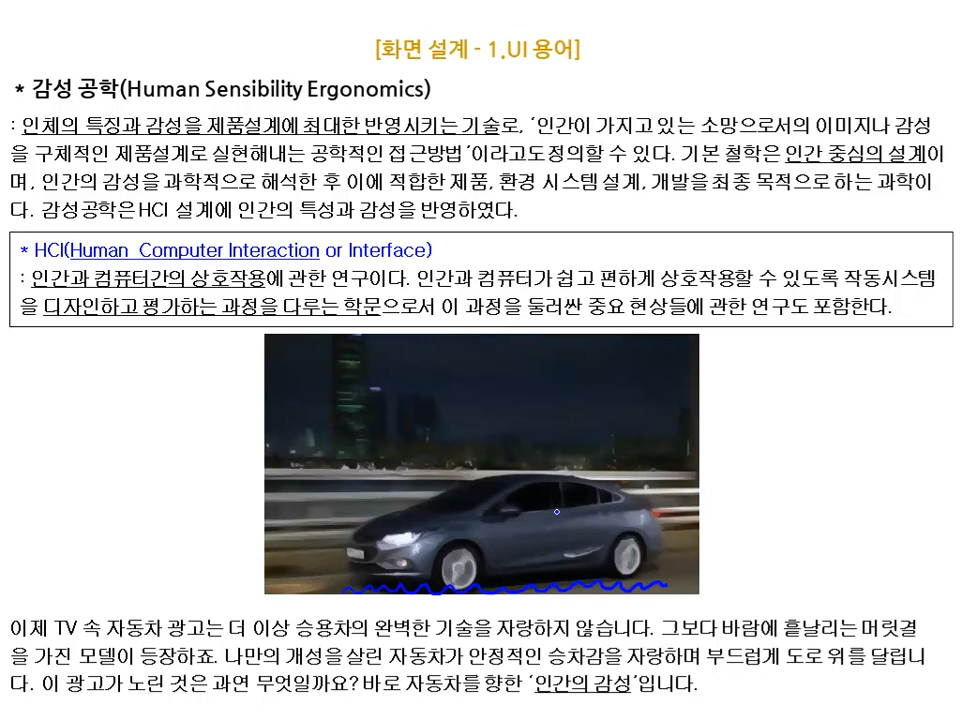 [화면 설계 - 1.UI 용어]
* 감성 공학(Human Sensibility Ergonomics)
: 인체의 특징과 감성을 제품설계에 최대한 반영시키는 기술로, ‘인간이 가지고 있는 소망으로서의 이미지나 감성
을 구체적인 제품설계로 실현해내는 공학적인 접근방법’이라고도정의할 수 있다. 기본 철학은 인간 중심의 설계이
며, 인간의 감성을 과학적으로 해석한 후 이에 적합한 제품, 환경 시스템 설계, 개발을 최종 목적으로 하는 과학이
다. 감성공학은 HCI 설계에 인간의 특성과 감성을 반영하였다.
* HCI(Human Computer Interaction or Interface)
: 인간과 컴퓨터간의 상호작용에 관한 연구이다. 인간과 컴퓨터가 쉽고 편하게 상호작용할 수 있도록 작동시스템
을 디자인하고 평가하는 과정을 다루는 학문으로서 이 과정을 둘러싼 중요 현상들에 관한 연구도 포함한다.
이제 TV 속 자동차 광고는 더 이상 승용차의 완벽한 기술을 자랑하지 않습니다. 그보다 바람에 흩날리는 머릿결
을 가진 모델이 등장하죠. 나만의 개성을 살린 자동차가 안정적인 승차감을 자랑하며 부드럽게 도로 위를 달립니
다. 이 광고가 노린 것은 과연 무엇일까요? 바로 자동차를 향한 ‘인간의 감성’입니다.